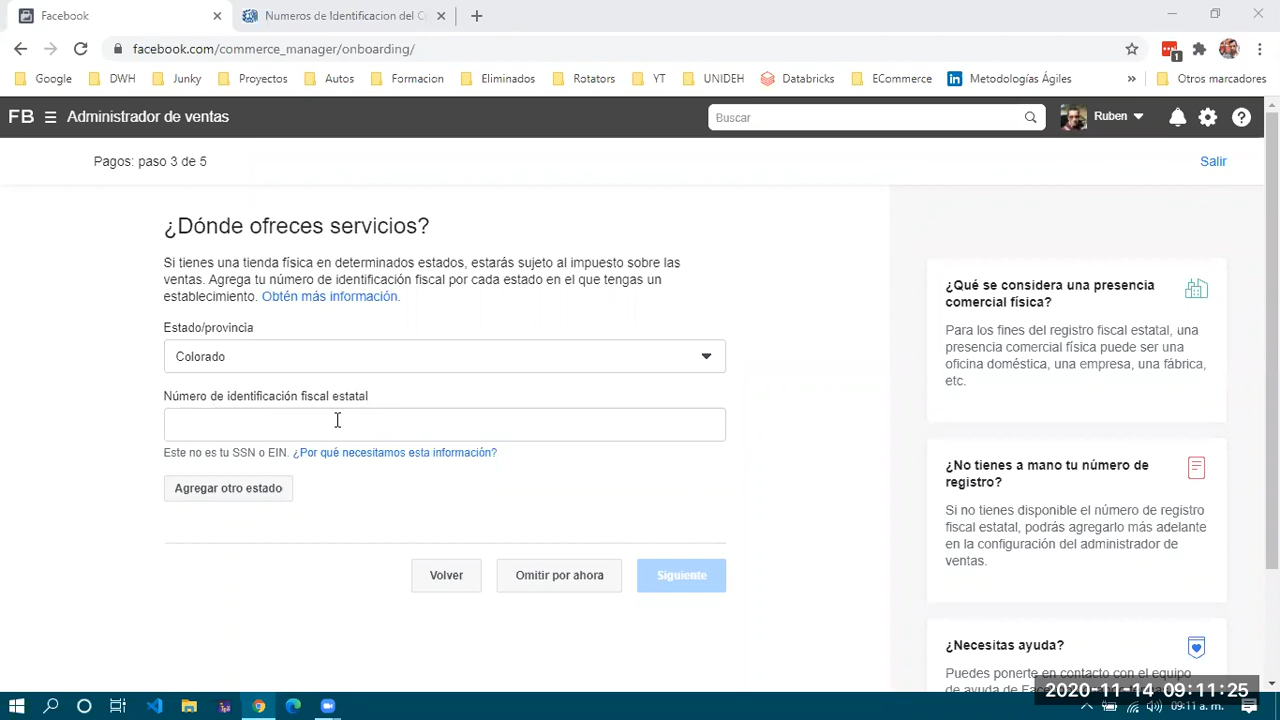 Facebook
Numeros de Identificacion del C
facebook.com/commerce_manager/onboarding/
1
Google
DWH
Junky
Proyectos
Autos
Formacion
Eliminados
Rotators
YT
UNIDEH
Databricks
ECommerce
Metodologías Ágiles
»
Otros marcadores
FB
Administrador de ventas
Buscar
Ruben
Pagos: paso 3 de 5
Salir
¿Dónde ofreces servicios?
Si tienes una tienda física en determinados estados, estarás sujeto al impuesto sobre las
ventas. Agrega tu número de identificación fiscal por cada estado en el que tengas un
establecimiento. Obtén más información.
Estado/provincia
Colorado
Número de identificación fiscal estatal
Este no es tu SSN o EIN. ¿Por qué necesitamos esta información?
Agregar otro estado
Volver
Omitir por ahora
Siguiente
¿Qué se considera una presencia
comercial física?
Para los fines del registro fiscal estatal, una
presencia comercial física puede ser una
oficina doméstica, una empresa, una fábrica,
etc.
¿No tienes a mano tu número de
registro?
Si no tienes disponible el número de registro
fiscal estatal, podrás agregarlo más adelante
en la configuración del administrador de
ventas.
¿Necesitas ayuda?
Puedes ponerte en contacto con el equipo
2020-11-14 09:11:25
09:11 a. m.